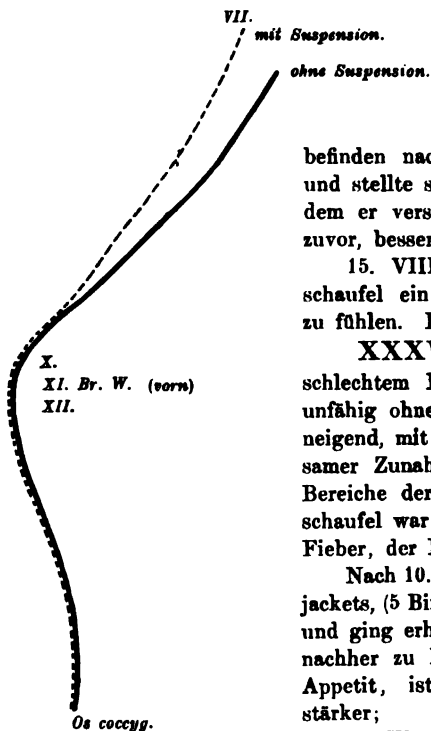 VII.
mit Suspension.
ohne Suspension.
X.
XI. Br. W. (vorn)
XII.
Os coccyg.
befinden nac
und stellte s
dem er vers
zuvor, besser
15. VIII
schaufel ein
zu fühlen.
XXXV
schlechtem
unfähig ohne
neigend, mit
samer Zunah
Bereiche der
schaufel war
Fieber, der
Nach 10.
jackets, (5 Bi
und ging erh
nachher zu
Appetit, ist
stärker;